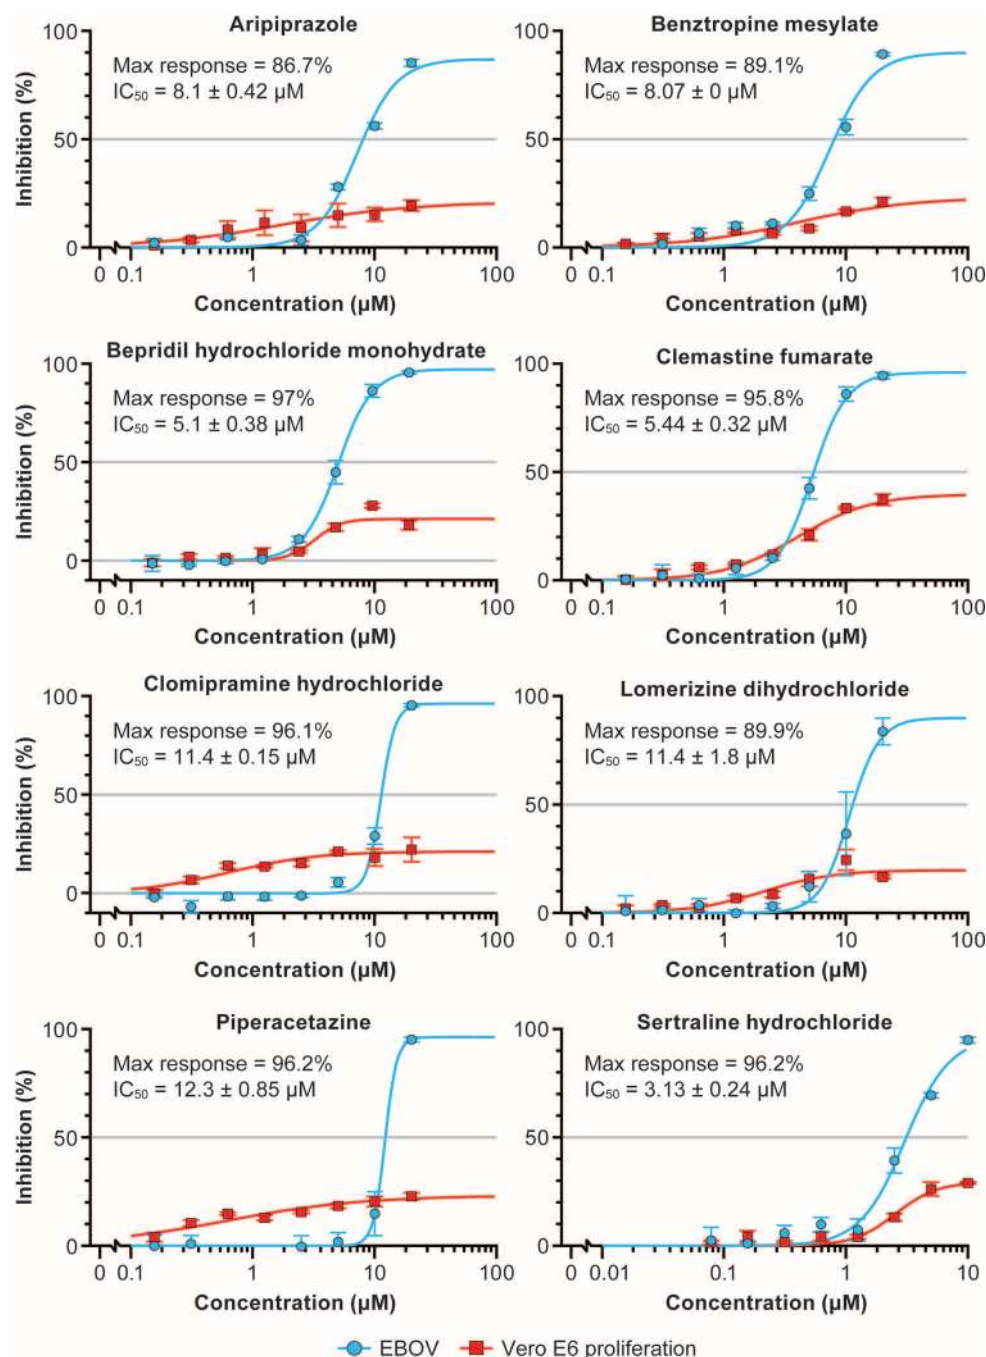 Aripiprazole
Max response = 86.7%
IC₅₀ = 8.1 ± 0.42 µM
Inhibition (%)
100
50
0
0 0.1 1 10 100
Concentration (µM)
Benztropine mesylate
Max response = 89.1%
IC₅₀ = 8.07 ± 0 µM
100
50
0
0 0.1 1 10 100
Concentration (µM)
Bepridil hydrochloride monohydrate
Max response = 97%
IC₅₀ = 5.1 ± 0.38 µM
Inhibition (%)
100
50
0
0 0.1 1 10 100
Concentration (µM)
Clemastine fumarate
Max response = 95.8%
IC₅₀ = 5.44 ± 0.32 µM
100
50
0
0 0.1 1 10 100
Concentration (µM)
Clomipramine hydrochloride
Max response = 96.1%
IC₅₀ = 11.4 ± 0.15 µM
Inhibition (%)
100
50
0
0 0.1 1 10 100
Concentration (µM)
Lomerizine dihydrochloride
Max response = 89.9%
IC₅₀ = 11.4 ± 1.8 µM
100
50
0
0 0.1 1 10 100
Concentration (µM)
Piperacetazine
Max response = 96.2%
IC₅₀ = 12.3 ± 0.85 µM
Inhibition (%)
100
50
0
0 0.1 1 10 100
Concentration (µM)
Sertraline hydrochloride
Max response = 96.2%
IC₅₀ = 3.13 ± 0.24 µM
100
50
0
0 0.01 0.1 1 10
Concentration (µM)
EBOV Vero E6 proliferation